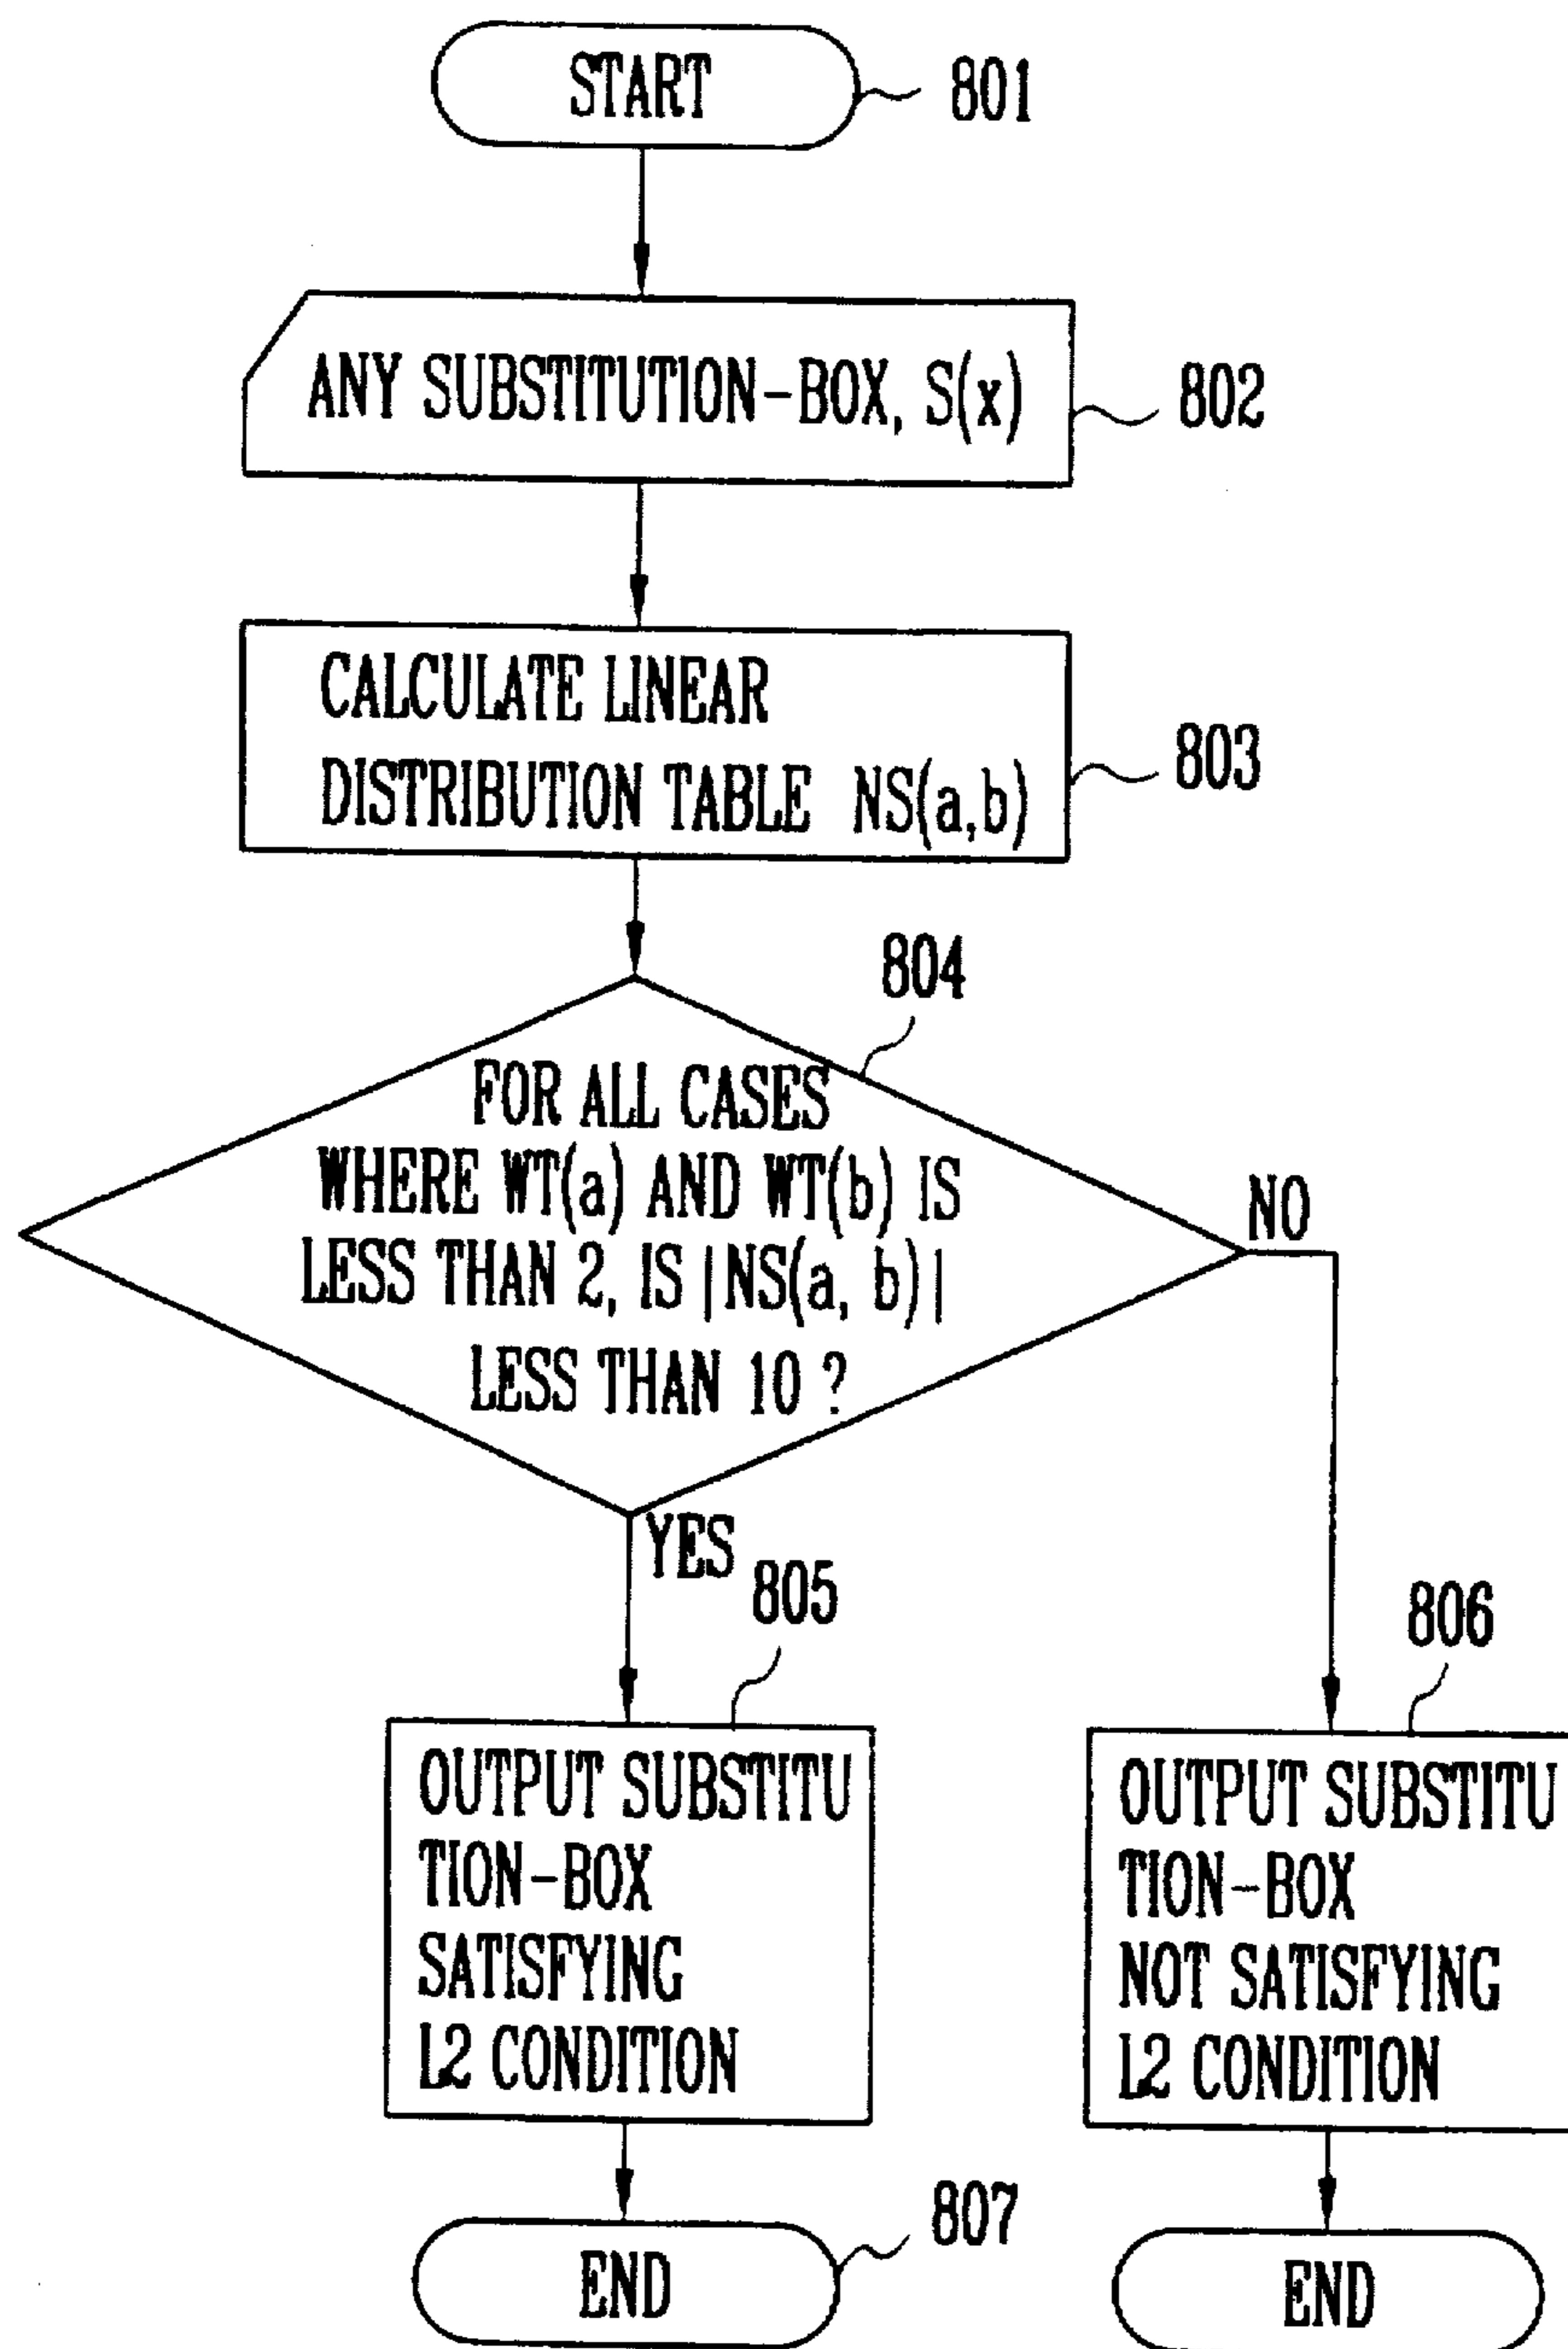 START
801
ANY SUBSTITUTION-BOX, S(x)
802
CALCULATE LINEAR
DISTRIBUTION TABLE NS(a,b)
803
804
FOR ALL CASES
WHERE WT(a) AND WT(b) IS
LESS THAN 2, IS |NS(a, b)|
LESS THAN 10 ?
NO
YES
805
OUTPUT SUBSTITU
TION-BOX
SATISFYING
L2 CONDITION
806
OUTPUT SUBSTITU
TION-BOX
NOT SATISFYING
L2 CONDITION
807
END
END